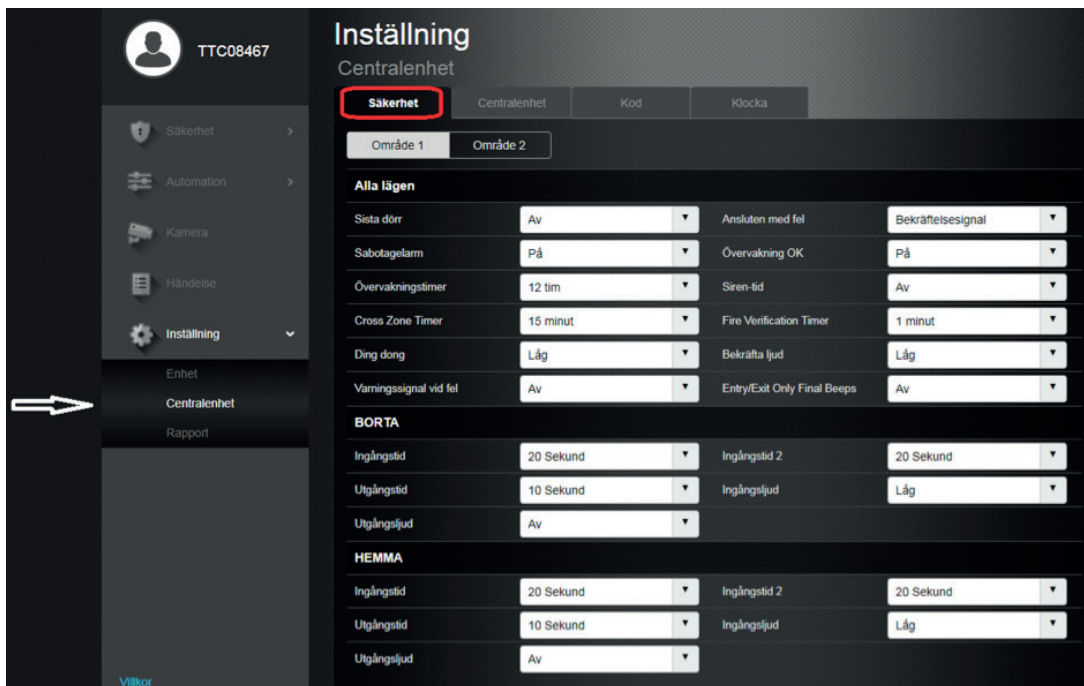 TTC08467
Säkerhet
Automation
Kamera
Händelse
Inställning
Enhet
Centralenhet
Rapport
Villkor
Inställning
Centralenhet
Säkerhet Centralenhet Kod Klocka
Område 1 Område 2
Alla lägen
Sista dörr Av Ansluten med fel Bekräftelsesignal
Sabotagelarm På Övervakning OK På
Övervakningstimer 12 tim Siren-tid Av
Cross Zone Timer 15 minut Fire Verification Timer 1 minut
Ding dong Låg Bekräfta ljud Låg
Varningssignal vid fel Av Entry/Exit Only Final Beeps Av
BORTA
Ingångstid 20 Sekund Ingångstid 2 20 Sekund
Utgångstid 10 Sekund Ingångsljud Låg
Utgångsljud Av
HEMMA
Ingångstid 20 Sekund Ingångstid 2 20 Sekund
Utgångstid 10 Sekund Ingångsljud Låg
Utgångsljud Av